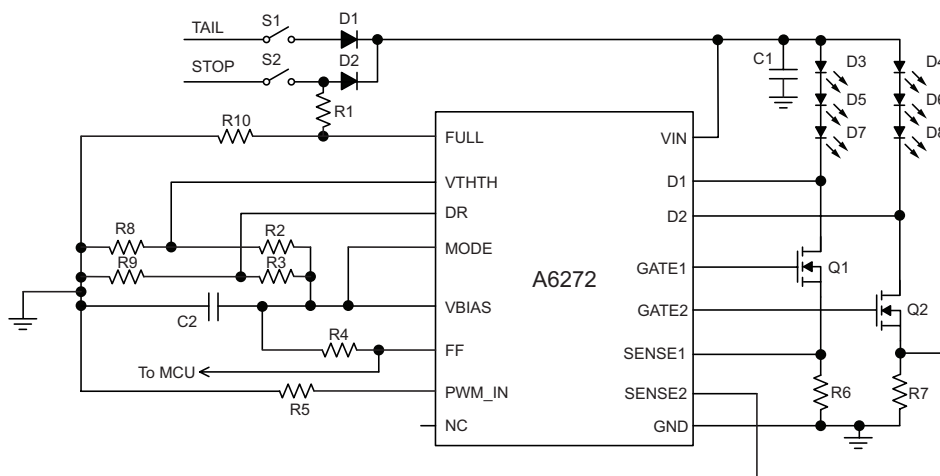 TAIL
S1
D1
STOP
S2
D2
R1
R10
C1
D3
D4
D5
D6
D7
D8
FULL
VTHTH
DR
MODE
VBIAS
FF
PWM_IN
NC
A6272
VIN
D1
D2
GATE1
GATE2
SENSE1
SENSE2
GND
R8
R2
R9
R3
C2
R4
To MCU
R5
Q1
Q2
R6
R7